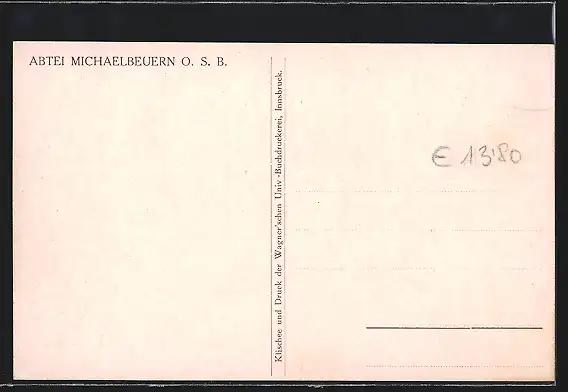 ABTEI MICHAELBEUERN O. S. B.
Klischee und Druck der Wagner'schen Univ.-Buchdruckerei, Innsbruck.
€ 13'80